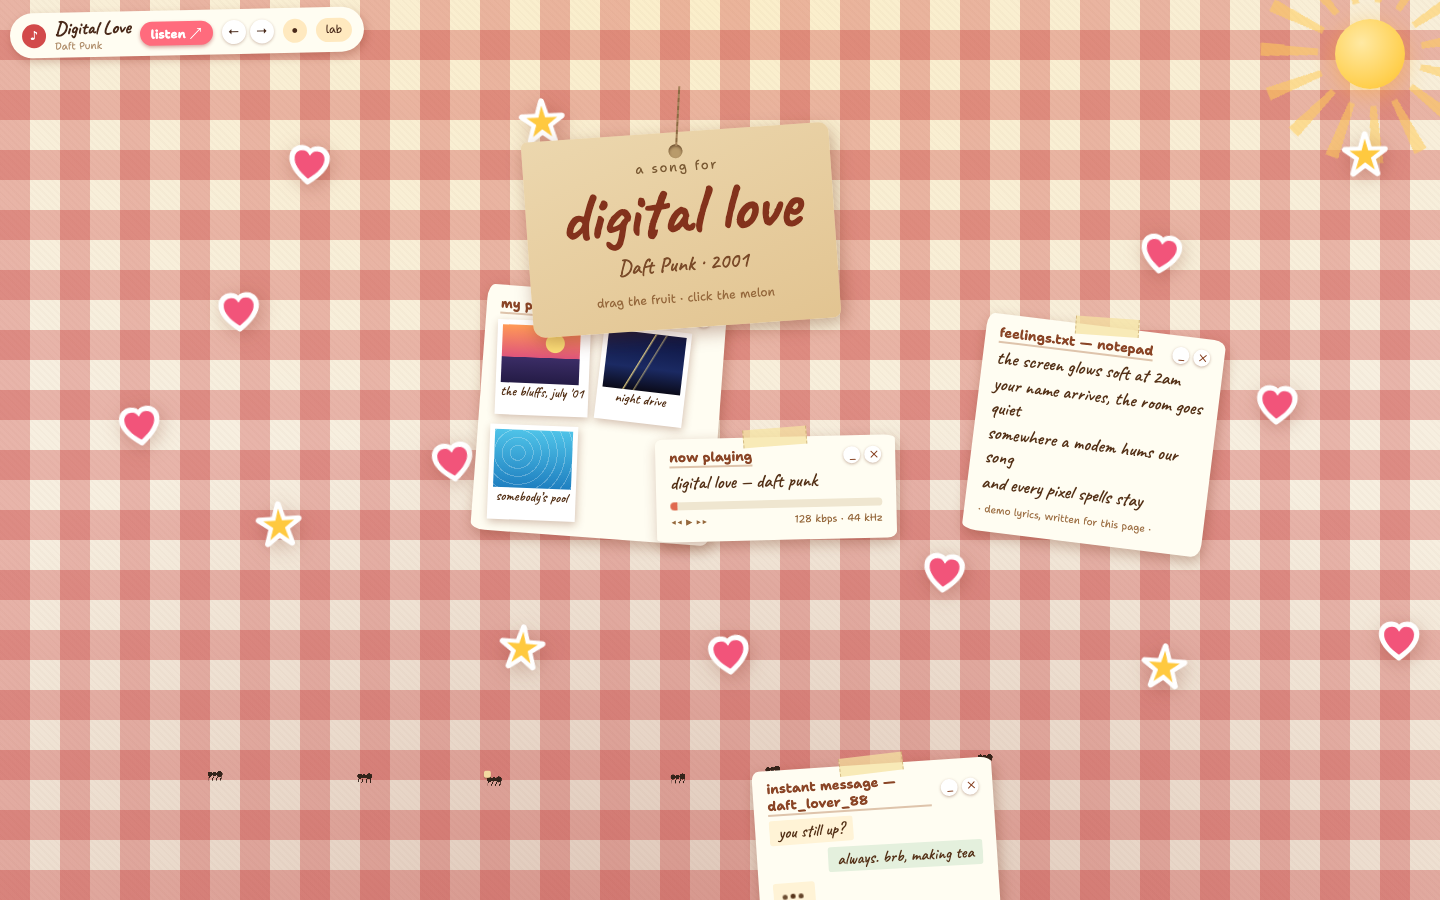 Digital Love
Daft Punk
listen ↗
← →
lab
a song for
digital love
Daft Punk · 2001
drag the fruit · click the melon
the bluffs, july '01
night drive
somebody's pool
now playing
digital love — daft punk
128 kbps · 44 kHz
feelings.txt — notepad
the screen glows soft at 2am
your name arrives, the room goes
quiet
somewhere a modem hums our
song
and every pixel spells stay
· demo lyrics, written for this page ·
instant message —
daft_lover_88
you still up?
always. brb, making tea